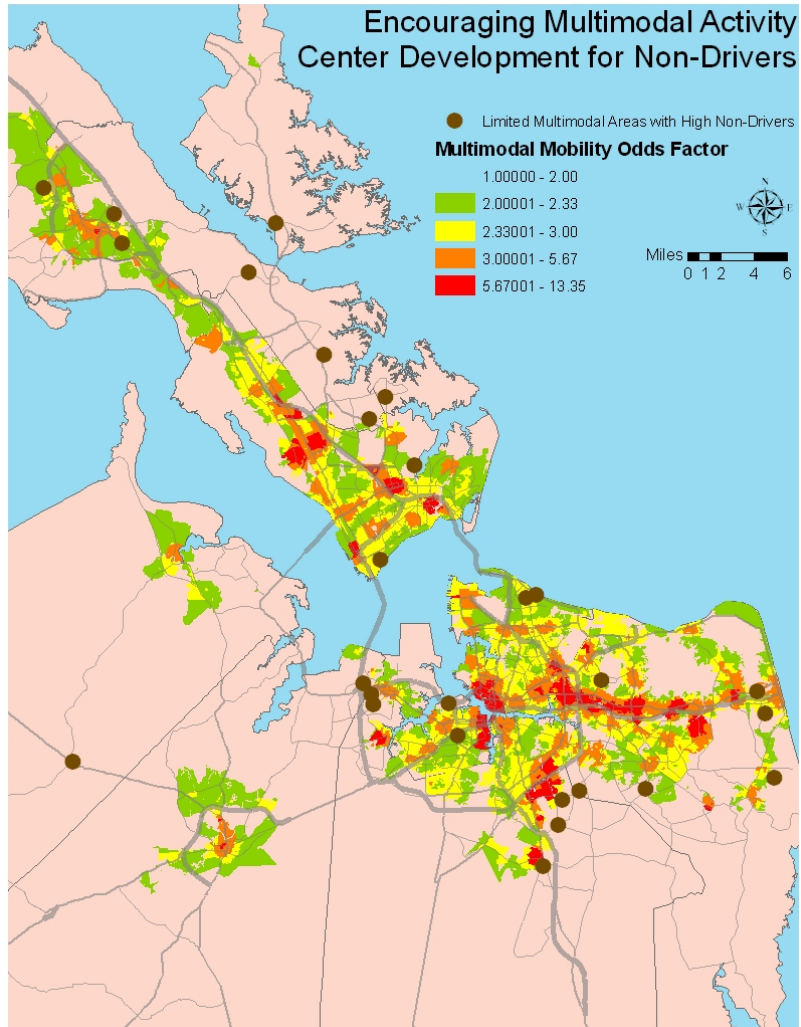 Encouraging Multimodal Activity
Center Development for Non-Drivers
Limited Multimodal Areas with High Non-Drivers
Multimodal Mobility Odds Factor
1.00000 - 2.00
2.00001 - 2.33
2.33001 - 3.00
3.00001 - 5.67
5.67001 - 13.35
N
W E
S
Miles
0 1 2 4 6